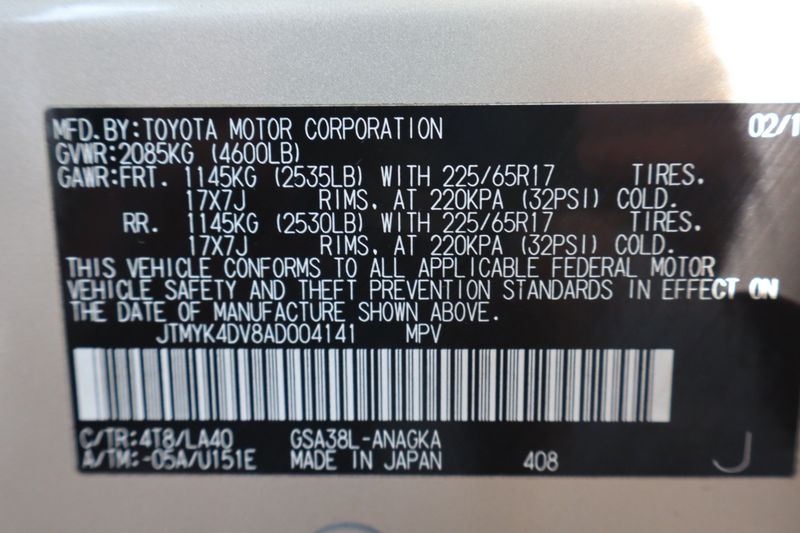 MFD.BY:TOYOTA MOTOR CORPORATION 02/1
GVWR:2085KG (4600LB)
GAWR:FRT. 1145KG (2535LB) WITH 225/65R17 TIRES.
17X7J RIMS, AT 220KPA (32PSI) COLD.
RR. 1145KG (2530LB) WITH 225/65R17 TIRES.
17X7J RIMS, AT 220KPA (32PSI) COLD.
THIS VEHICLE CONFORMS TO ALL APPLICABLE FEDERAL MOTOR
VEHICLE SAFETY AND THEFT PREVENTION STANDARDS IN EFFECT ON
THE DATE OF MANUFACTURE SHOWN ABOVE.
JTMYK4DV8AD004141 MPV
C/TR:4T8/LA40 GSA38L-ANAGKA
A/TM:-05A/U151E MADE IN JAPAN 408 J